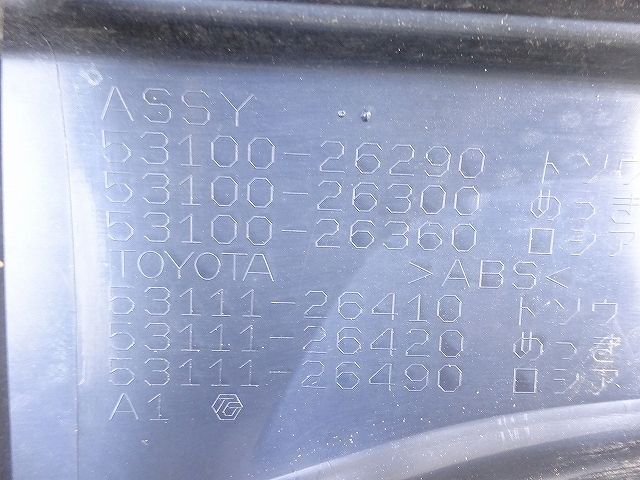 ASSY
53100-26290 トソウ
53100-26300 めっき
53100-26360 ロシア
TOYOTA >ABS<
53111-26410 トソウ
53111-26420 めっき
53111-26490 ロシア
A1 TG